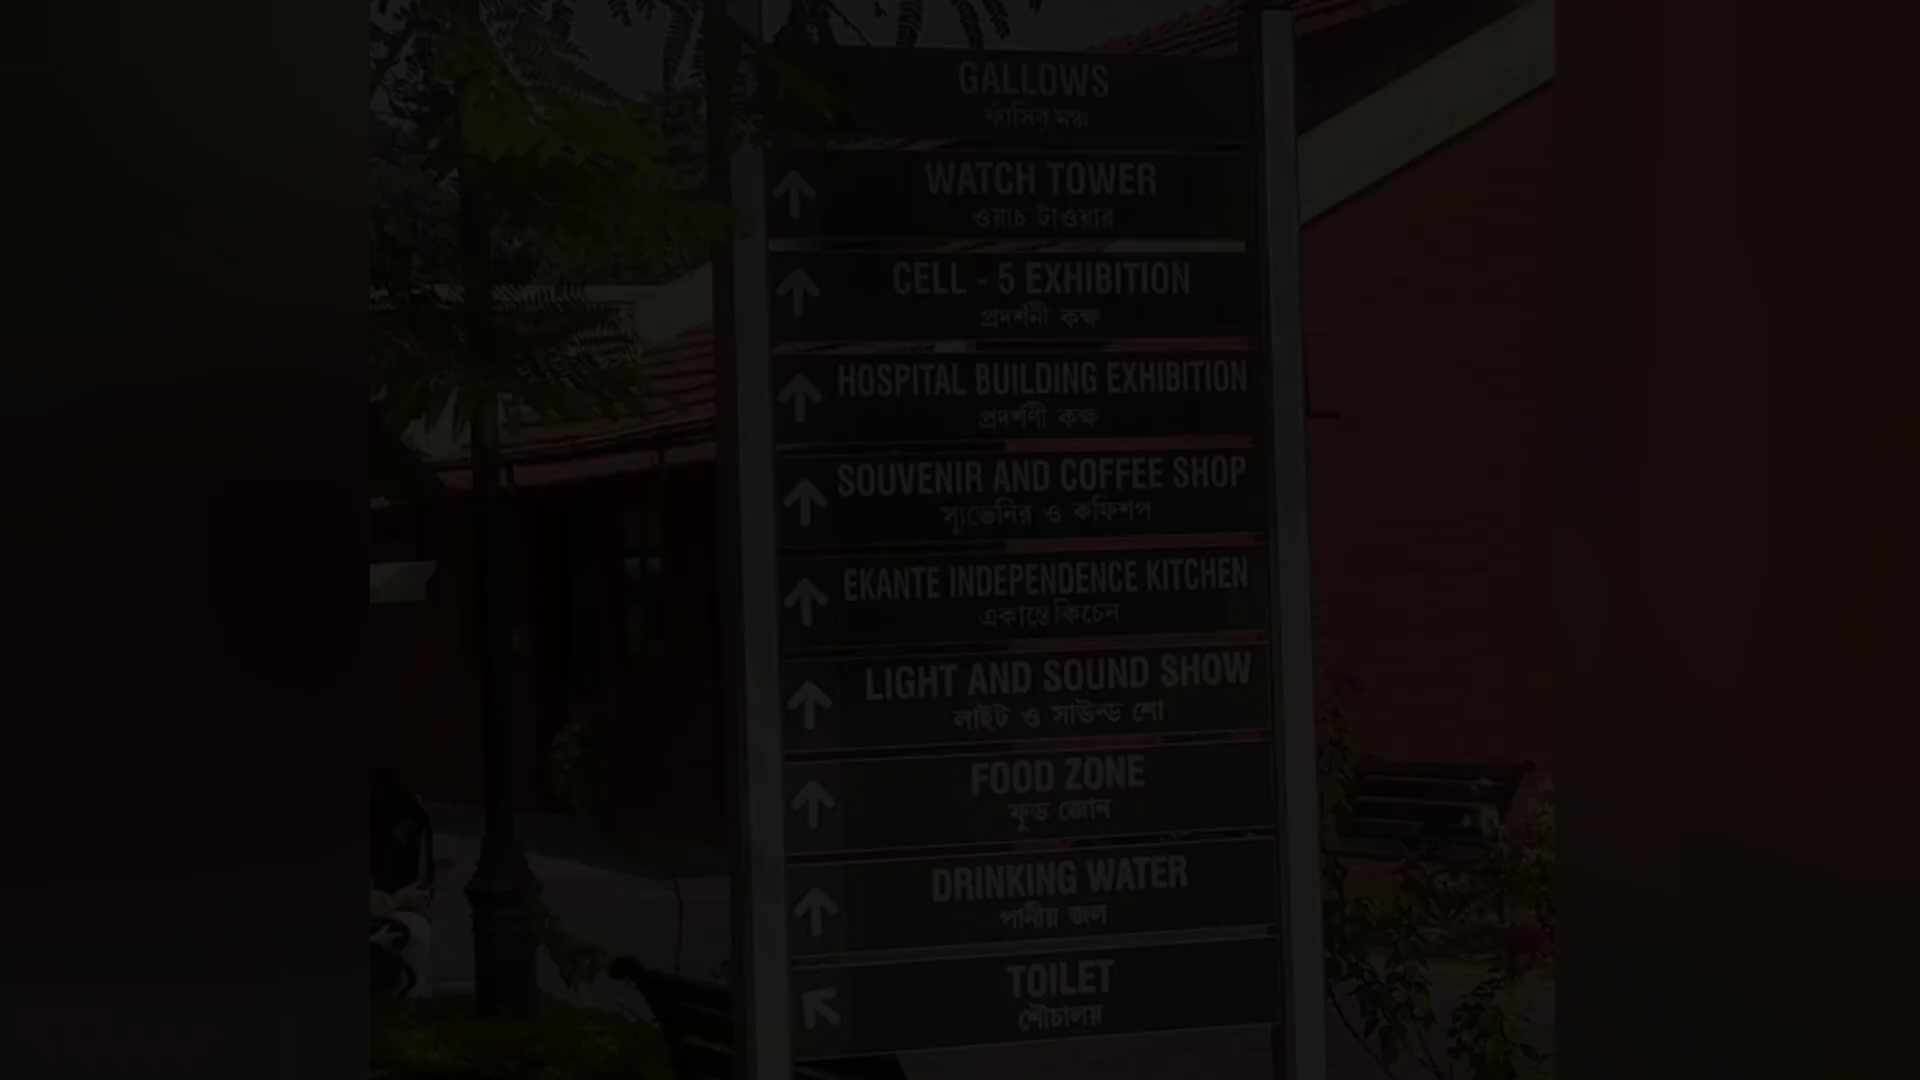 GALLOWS
ফাঁসির মঞ্চ
WATCH TOWER
ওয়াচ টাওয়ার
CELL - 5 EXHIBITION
প্রদর্শনী কক্ষ
HOSPITAL BUILDING EXHIBITION
প্রদর্শণী কক্ষ
SOUVENIR AND COFFEE SHOP
স্যুভেনির ও কফিশপ
EKANTE INDEPENDENCE KITCHEN
একান্তে কিচেন
LIGHT AND SOUND SHOW
লাইট ও সাউন্ড শো
FOOD ZONE
ফুড জোন
DRINKING WATER
পানীয় জল
TOILET
শৌচালয়